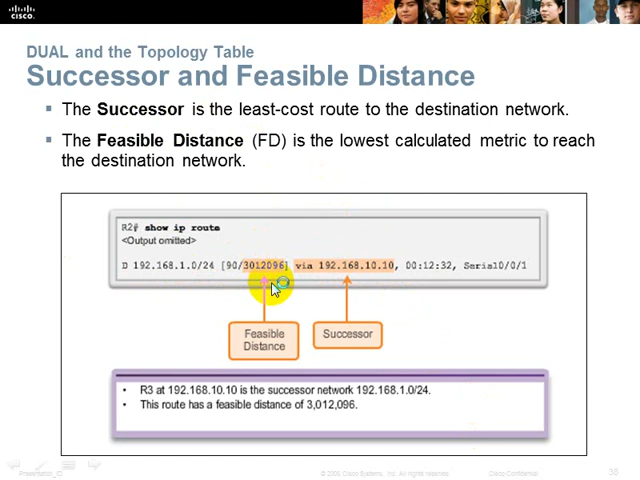 CISCO.
DUAL and the Topology Table
Successor and Feasible Distance
The Successor is the least-cost route to the destination network.
The Feasible Distance (FD) is the lowest calculated metric to reach
the destination network.
R2# show ip route
<Output omitted>
D 192.168.1.0/24 [90/3012096] via 192.168.10.10, 00:12:32, Serial0/0/1
Feasible
Distance
Successor
• R3 at 192.168.10.10 is the successor network 192.168.1.0/24.
• This route has a feasible distance of 3,012,096.
Presentation_ID
© 2008 Cisco Systems, Inc. All rights reserved.
Cisco Confidential
38